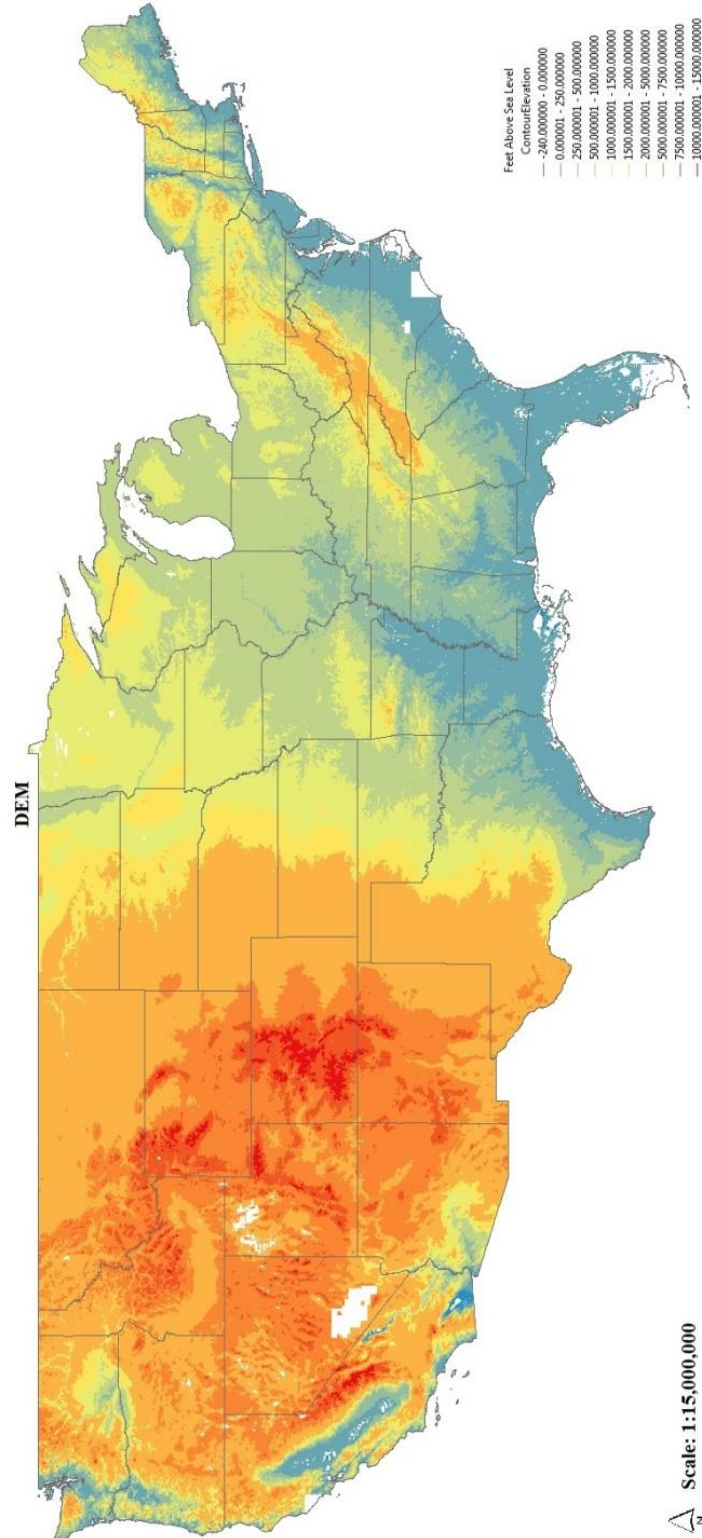 DEM
Feet Above Sea Level
ContourElevation
-240.000000 - 0.000000
0.000001 - 250.000000
250.000001 - 500.000000
500.000001 - 1000.000000
1000.000001 - 1500.000000
1500.000001 - 2000.000000
2000.000001 - 5000.000000
5000.000001 - 7500.000000
7500.000001 - 10000.000000
10000.000001 - 15000.000000
N
Scale: 1:15,000,000